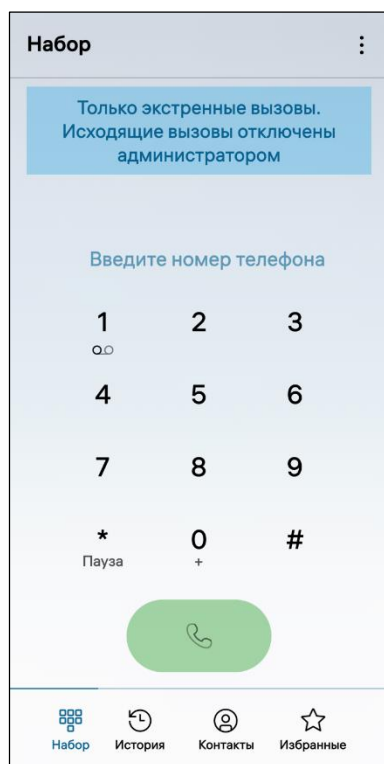 Набор
Только экстренные вызовы.
Исходящие вызовы отключены
администратором
Введите номер телефона
1 2 3
4 5 6
7 8 9
* 0 #
Пауза +
Набор История Контакты Избранные